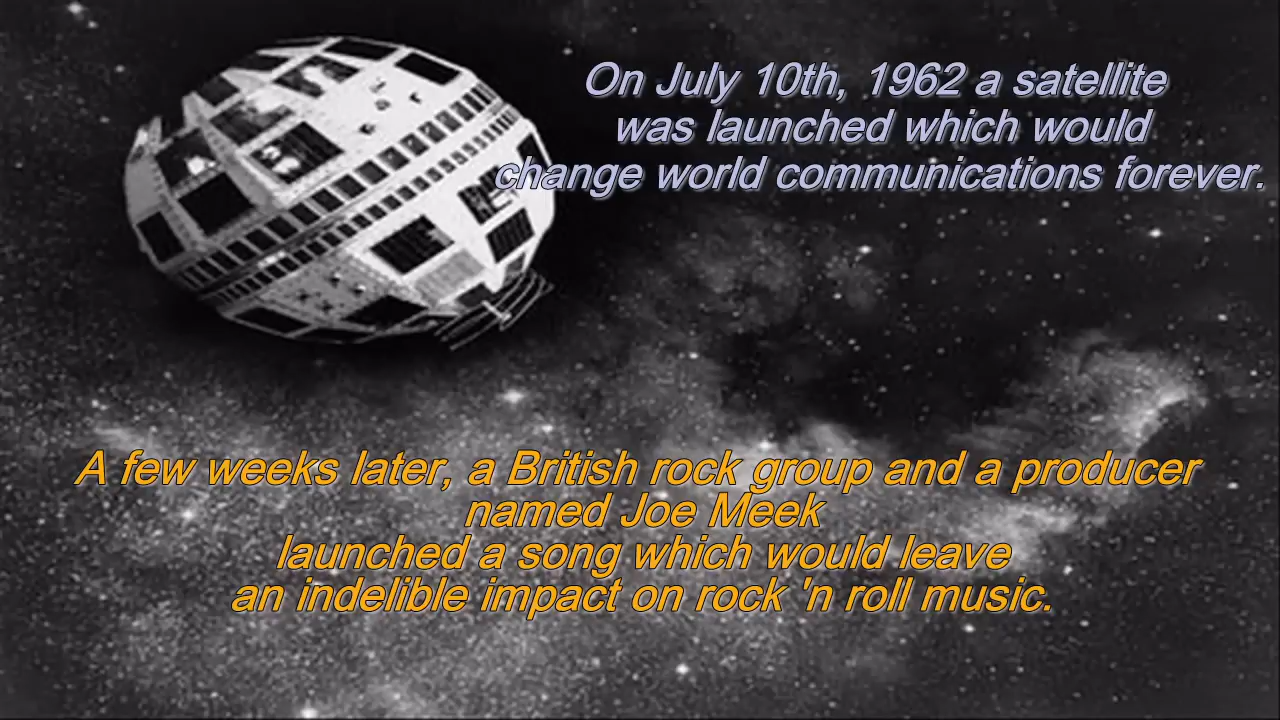 On July 10th, 1962 a satellite
was launched which would
change world communications forever.
A few weeks later, a British rock group and a producer
named Joe Meek
launched a song which would leave
an indelible impact on rock 'n roll music.